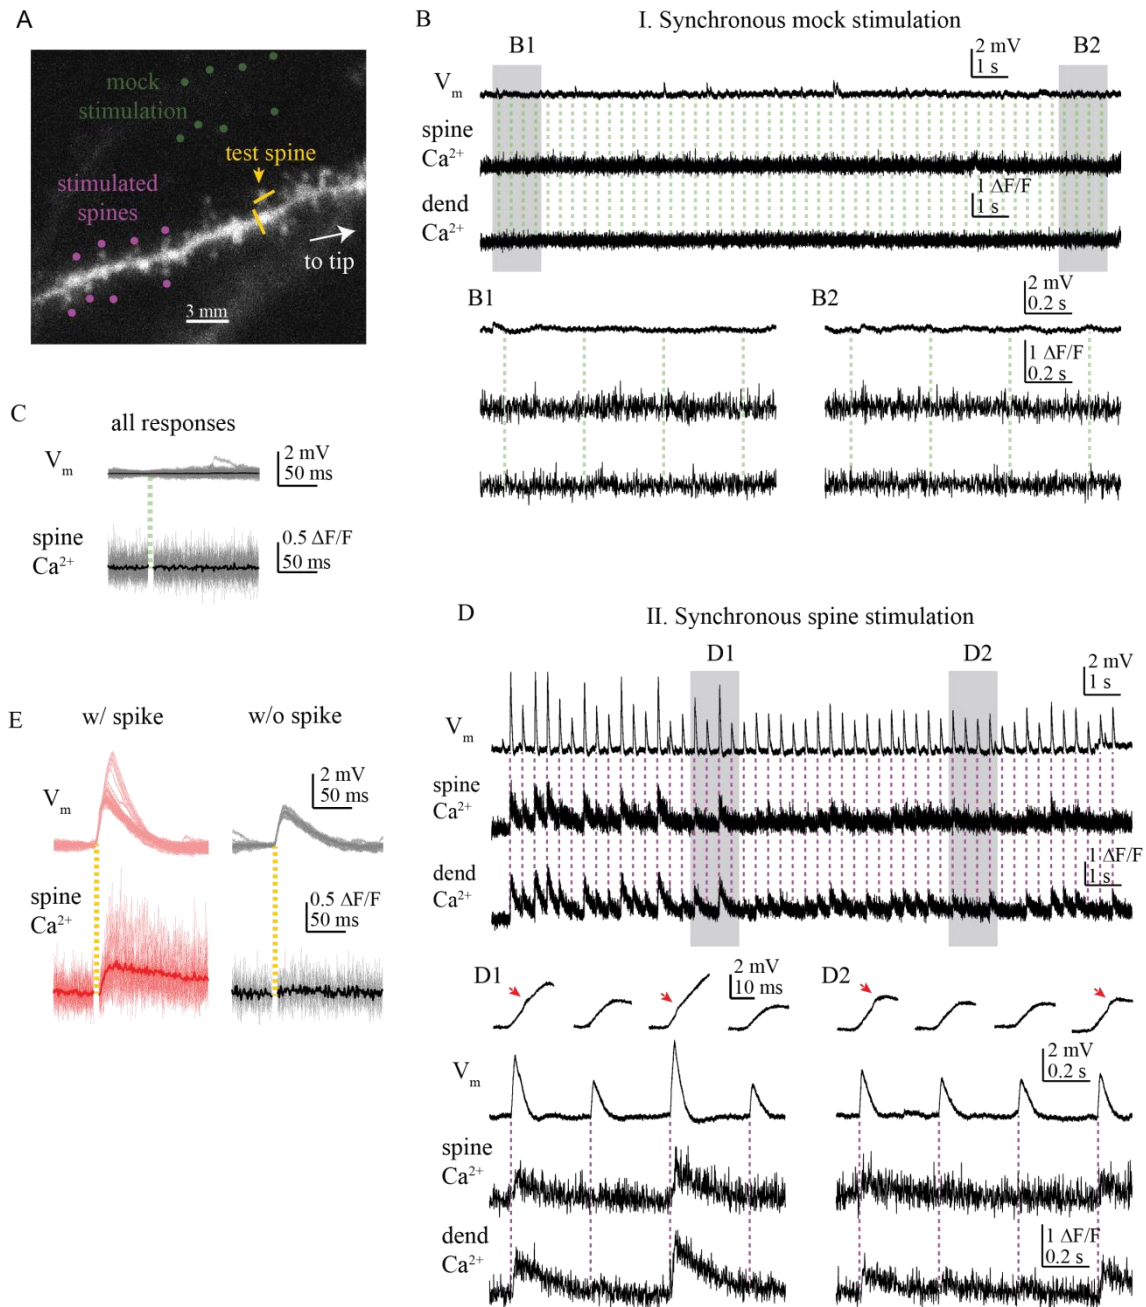 A
mock
stimulation
test spine
stimulated
spines
to tip
3 mm
B
I. Synchronous mock stimulation
B1
2 mV
1 s
B2
Vm
spine
Ca2+
1 ΔF/F
1 s
dend
Ca2+
B1
B2
2 mV
0.2 s
1 ΔF/F
0.2 s
C
all responses
Vm
2 mV
50 ms
spine
Ca2+
0.5 ΔF/F
50 ms
D
II. Synchronous spine stimulation
D1
D2
2 mV
1 s
Vm
spine
Ca2+
1 ΔF/F
1 s
dend
Ca2+
D1
2 mV
10 ms
D2
Vm
2 mV
0.2 s
spine
Ca2+
dend
Ca2+
1 ΔF/F
0.2 s
E
w/ spike
w/o spike
Vm
2 mV
50 ms
spine
Ca2+
0.5 ΔF/F
50 ms